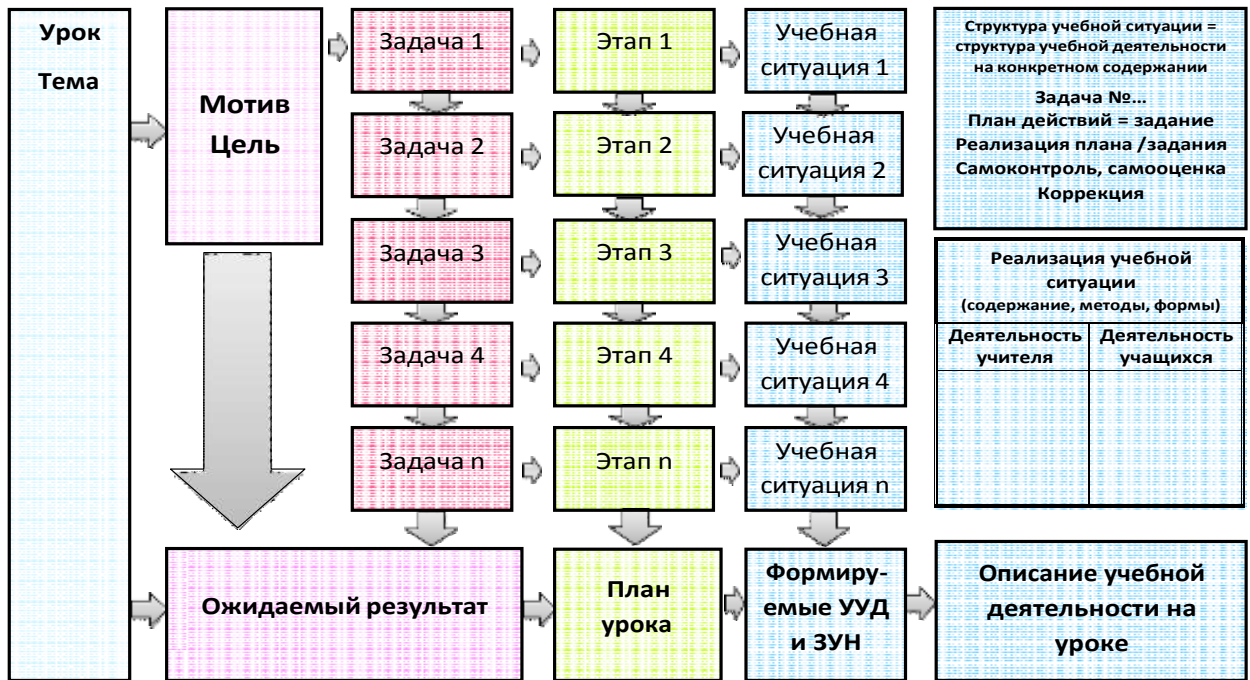 Урок
Тема
Мотив
Цель
Задача 1
Этап 1
Учебная
ситуация 1
Задача 2
Этап 2
Учебная
ситуация 2
Задача 3
Этап 3
Учебная
ситуация 3
Задача 4
Этап 4
Учебная
ситуация 4
Задача n
Этап n
Учебная
ситуация n
Структура учебной ситуации =
структура учебной деятельности
на конкретном содержании
Задача №...
План действий = задание
Реализация плана /задания
Самоконтроль, самооценка
Коррекция
Реализация учебной
ситуации
(содержание, методы, формы)
Деятельность
учителя
Деятельность
учащихся
Ожидаемый результат
План
урока
Формиру-
емые УУД
и ЗУН
Описание учебной
деятельности на
уроке